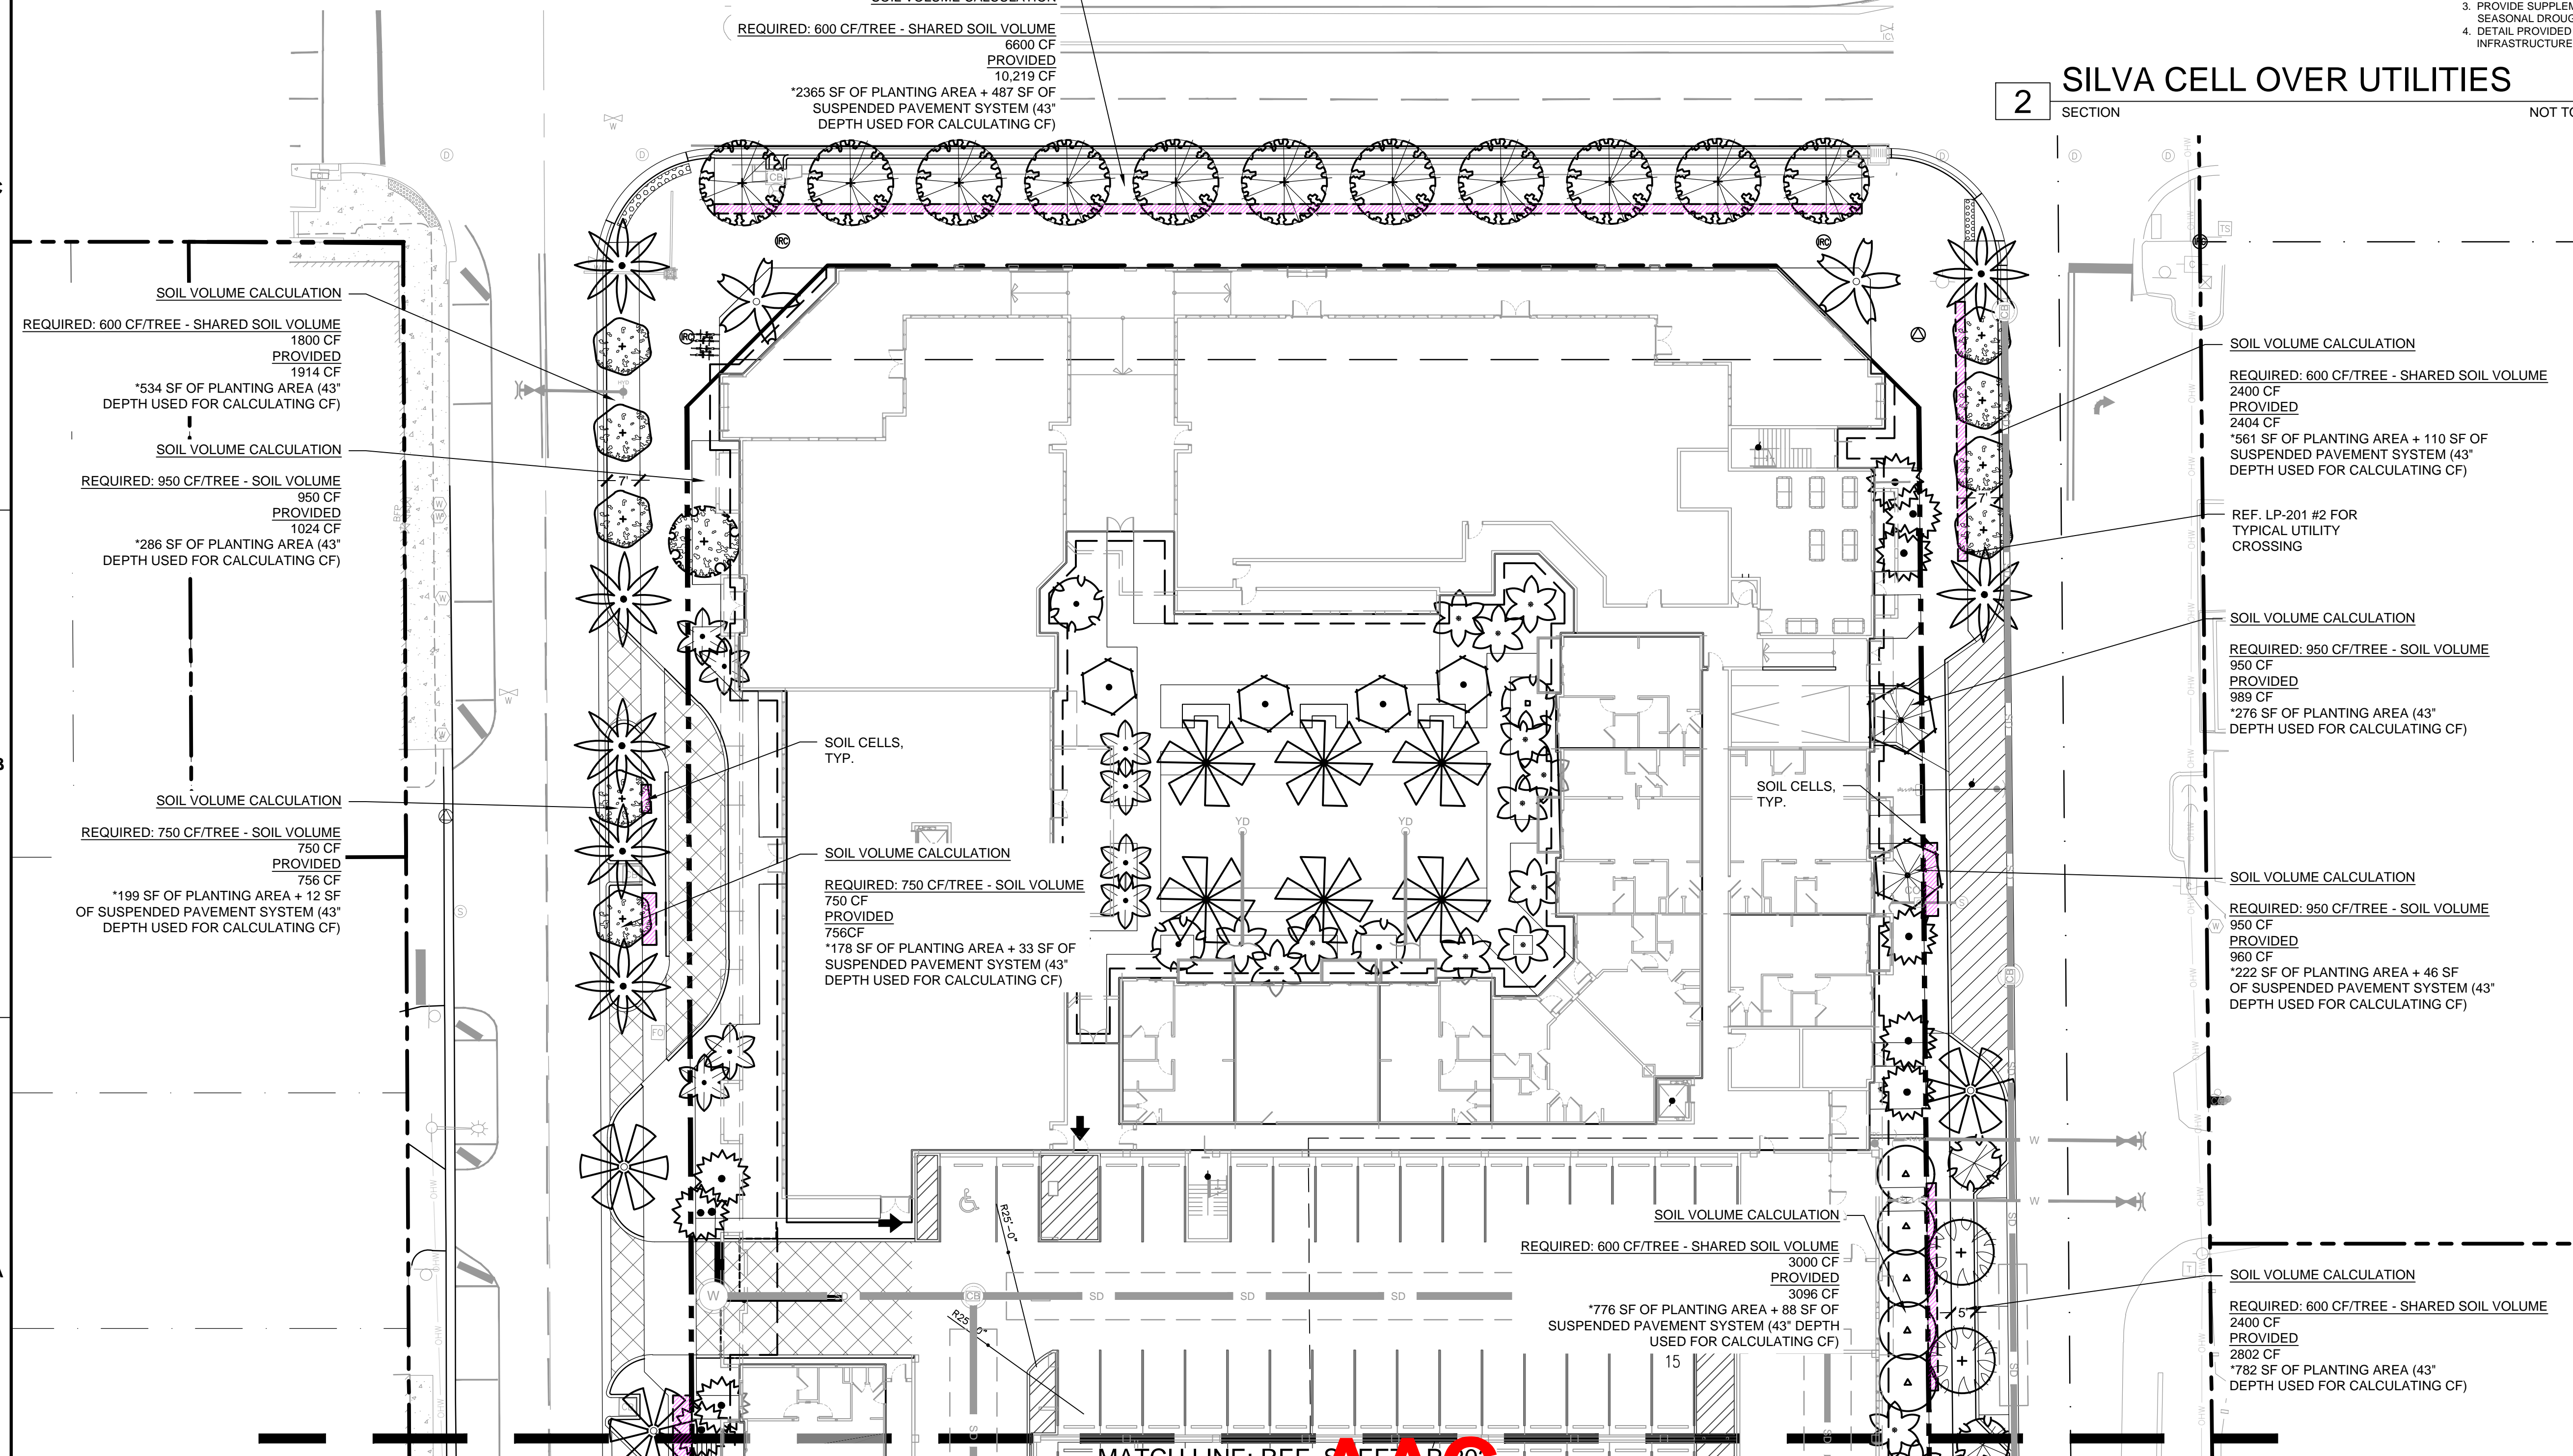 SOIL VOLUME CALCULATION
REQUIRED: 600 CF/TREE - SHARED SOIL VOLUME
6600 CF
PROVIDED
10,219 CF
*2365 SF OF PLANTING AREA + 487 SF OF
SUSPENDED PAVEMENT SYSTEM (43"
DEPTH USED FOR CALCULATING CF)
3. PROVIDE
SEASONAL
4. DETAIL PROVIDED
INFRASTRUCTURE
2
SILVA CELL OVER UTILITIES
SECTION
NOT
SOIL VOLUME CALCULATION
REQUIRED: 600 CF/TREE - SHARED SOIL VOLUME
1800 CF
PROVIDED
1914 CF
*534 SF OF PLANTING AREA (43"
DEPTH USED FOR CALCULATING CF)
SOIL VOLUME CALCULATION
REQUIRED: 950 CF/TREE - SOIL VOLUME
950 CF
PROVIDED
1024 CF
*286 SF OF PLANTING AREA (43"
DEPTH USED FOR CALCULATING CF)
7'
SOIL VOLUME CALCULATION
REQUIRED: 750 CF/TREE - SOIL VOLUME
750 CF
PROVIDED
756 CF
*199 SF OF PLANTING AREA + 12 SF
OF SUSPENDED PAVEMENT SYSTEM (43"
DEPTH USED FOR CALCULATING CF)
SOIL CELLS,
TYP.
SOIL VOLUME CALCULATION
REQUIRED: 750 CF/TREE - SOIL VOLUME
750 CF
PROVIDED
756CF
*178 SF OF PLANTING AREA + 33 SF OF
SUSPENDED PAVEMENT SYSTEM (43"
DEPTH USED FOR CALCULATING CF)
YD
YD
SOIL CELLS,
TYP.
SOIL VOLUME CALCULATION
REQUIRED: 600 CF/TREE - SHARED SOIL VOLUME
2400 CF
PROVIDED
2404 CF
*561 SF OF PLANTING AREA + 110 SF OF
SUSPENDED PAVEMENT SYSTEM (43"
DEPTH USED FOR CALCULATING CF)
7'
REF. LP-201 #2 FOR
TYPICAL UTILITY
CROSSING
SOIL VOLUME CALCULATION
REQUIRED: 950 CF/TREE - SOIL VOLUME
950 CF
PROVIDED
989 CF
*276 SF OF PLANTING AREA (43"
DEPTH USED FOR CALCULATING CF)
SOIL VOLUME CALCULATION
REQUIRED: 950 CF/TREE - SOIL VOLUME
950 CF
PROVIDED
960 CF
*222 SF OF PLANTING AREA + 46 SF
OF SUSPENDED PAVEMENT SYSTEM (43"
DEPTH USED FOR CALCULATING CF)
R25'-0"
SOIL VOLUME CALCULATION
REQUIRED: 600 CF/TREE - SHARED SOIL VOLUME
3000 CF
PROVIDED
3096 CF
*776 SF OF PLANTING AREA + 88 SF OF
SUSPENDED PAVEMENT SYSTEM (43" DEPTH
USED FOR CALCULATING CF)
15
W
CB
SD
SD
SD
W
W
5'
SOIL VOLUME CALCULATION
REQUIRED: 600 CF/TREE - SHARED SOIL VOLUME
2400 CF
PROVIDED
2802 CF
*782 SF OF PLANTING AREA (43"
DEPTH USED FOR CALCULATING CF)
MATCH LINE: REF.